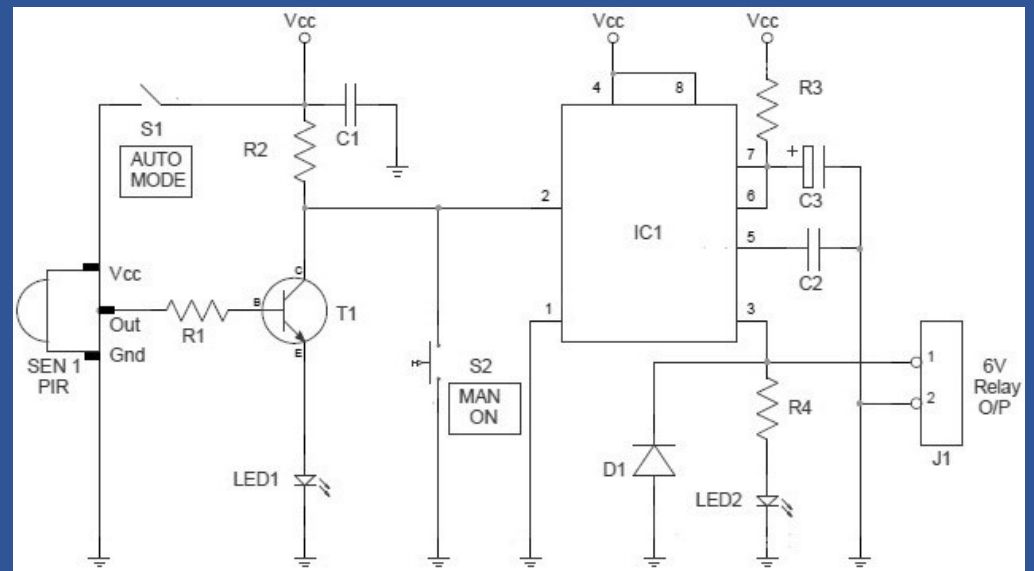 Vcc
Vcc
Vcc
4
8
R3
S1
C1
R2
AUTO
MODE
7
+
C3
2
6
IC1
5
C2
Vcc
C
B
T1
Out
R1
1
3
Gnd
E
SEN 1
PIR
S2
MAN
ON
1
6V
Relay
O/P
2
R4
J1
D1
LED1
LED2